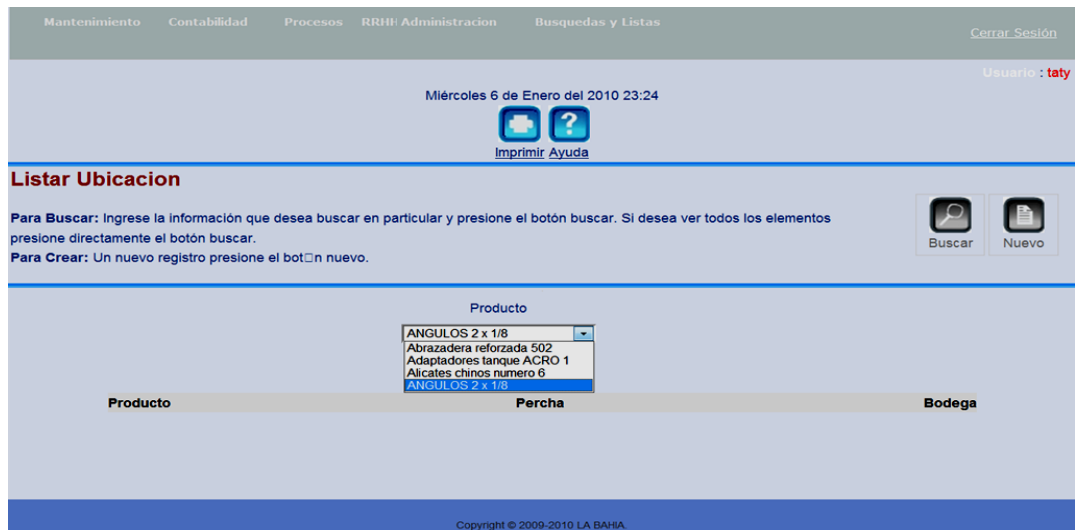 Mantenimiento Contabilidad Procesos RRHH Administracion Busquedas y Listas
Cerrar Sesión
Usuario : taty
Miércoles 6 de Enero del 2010 23:24
Imprimir Ayuda
Listar Ubicacion
Para Buscar: Ingrese la información que desea buscar en particular y presione el botón buscar. Si desea ver todos los elementos
presione directamente el botón buscar.
Para Crear: Un nuevo registro presione el bot□n nuevo.
Buscar Nuevo
Producto
ANGULOS 2 x 1/8
Abrazadera reforzada 502
Adaptadores tanque ACRO 1
Alicates chinos numero 6
ANGULOS 2 x 1/8
Producto Percha Bodega
Copyright © 2009-2010 LA BAHIA.